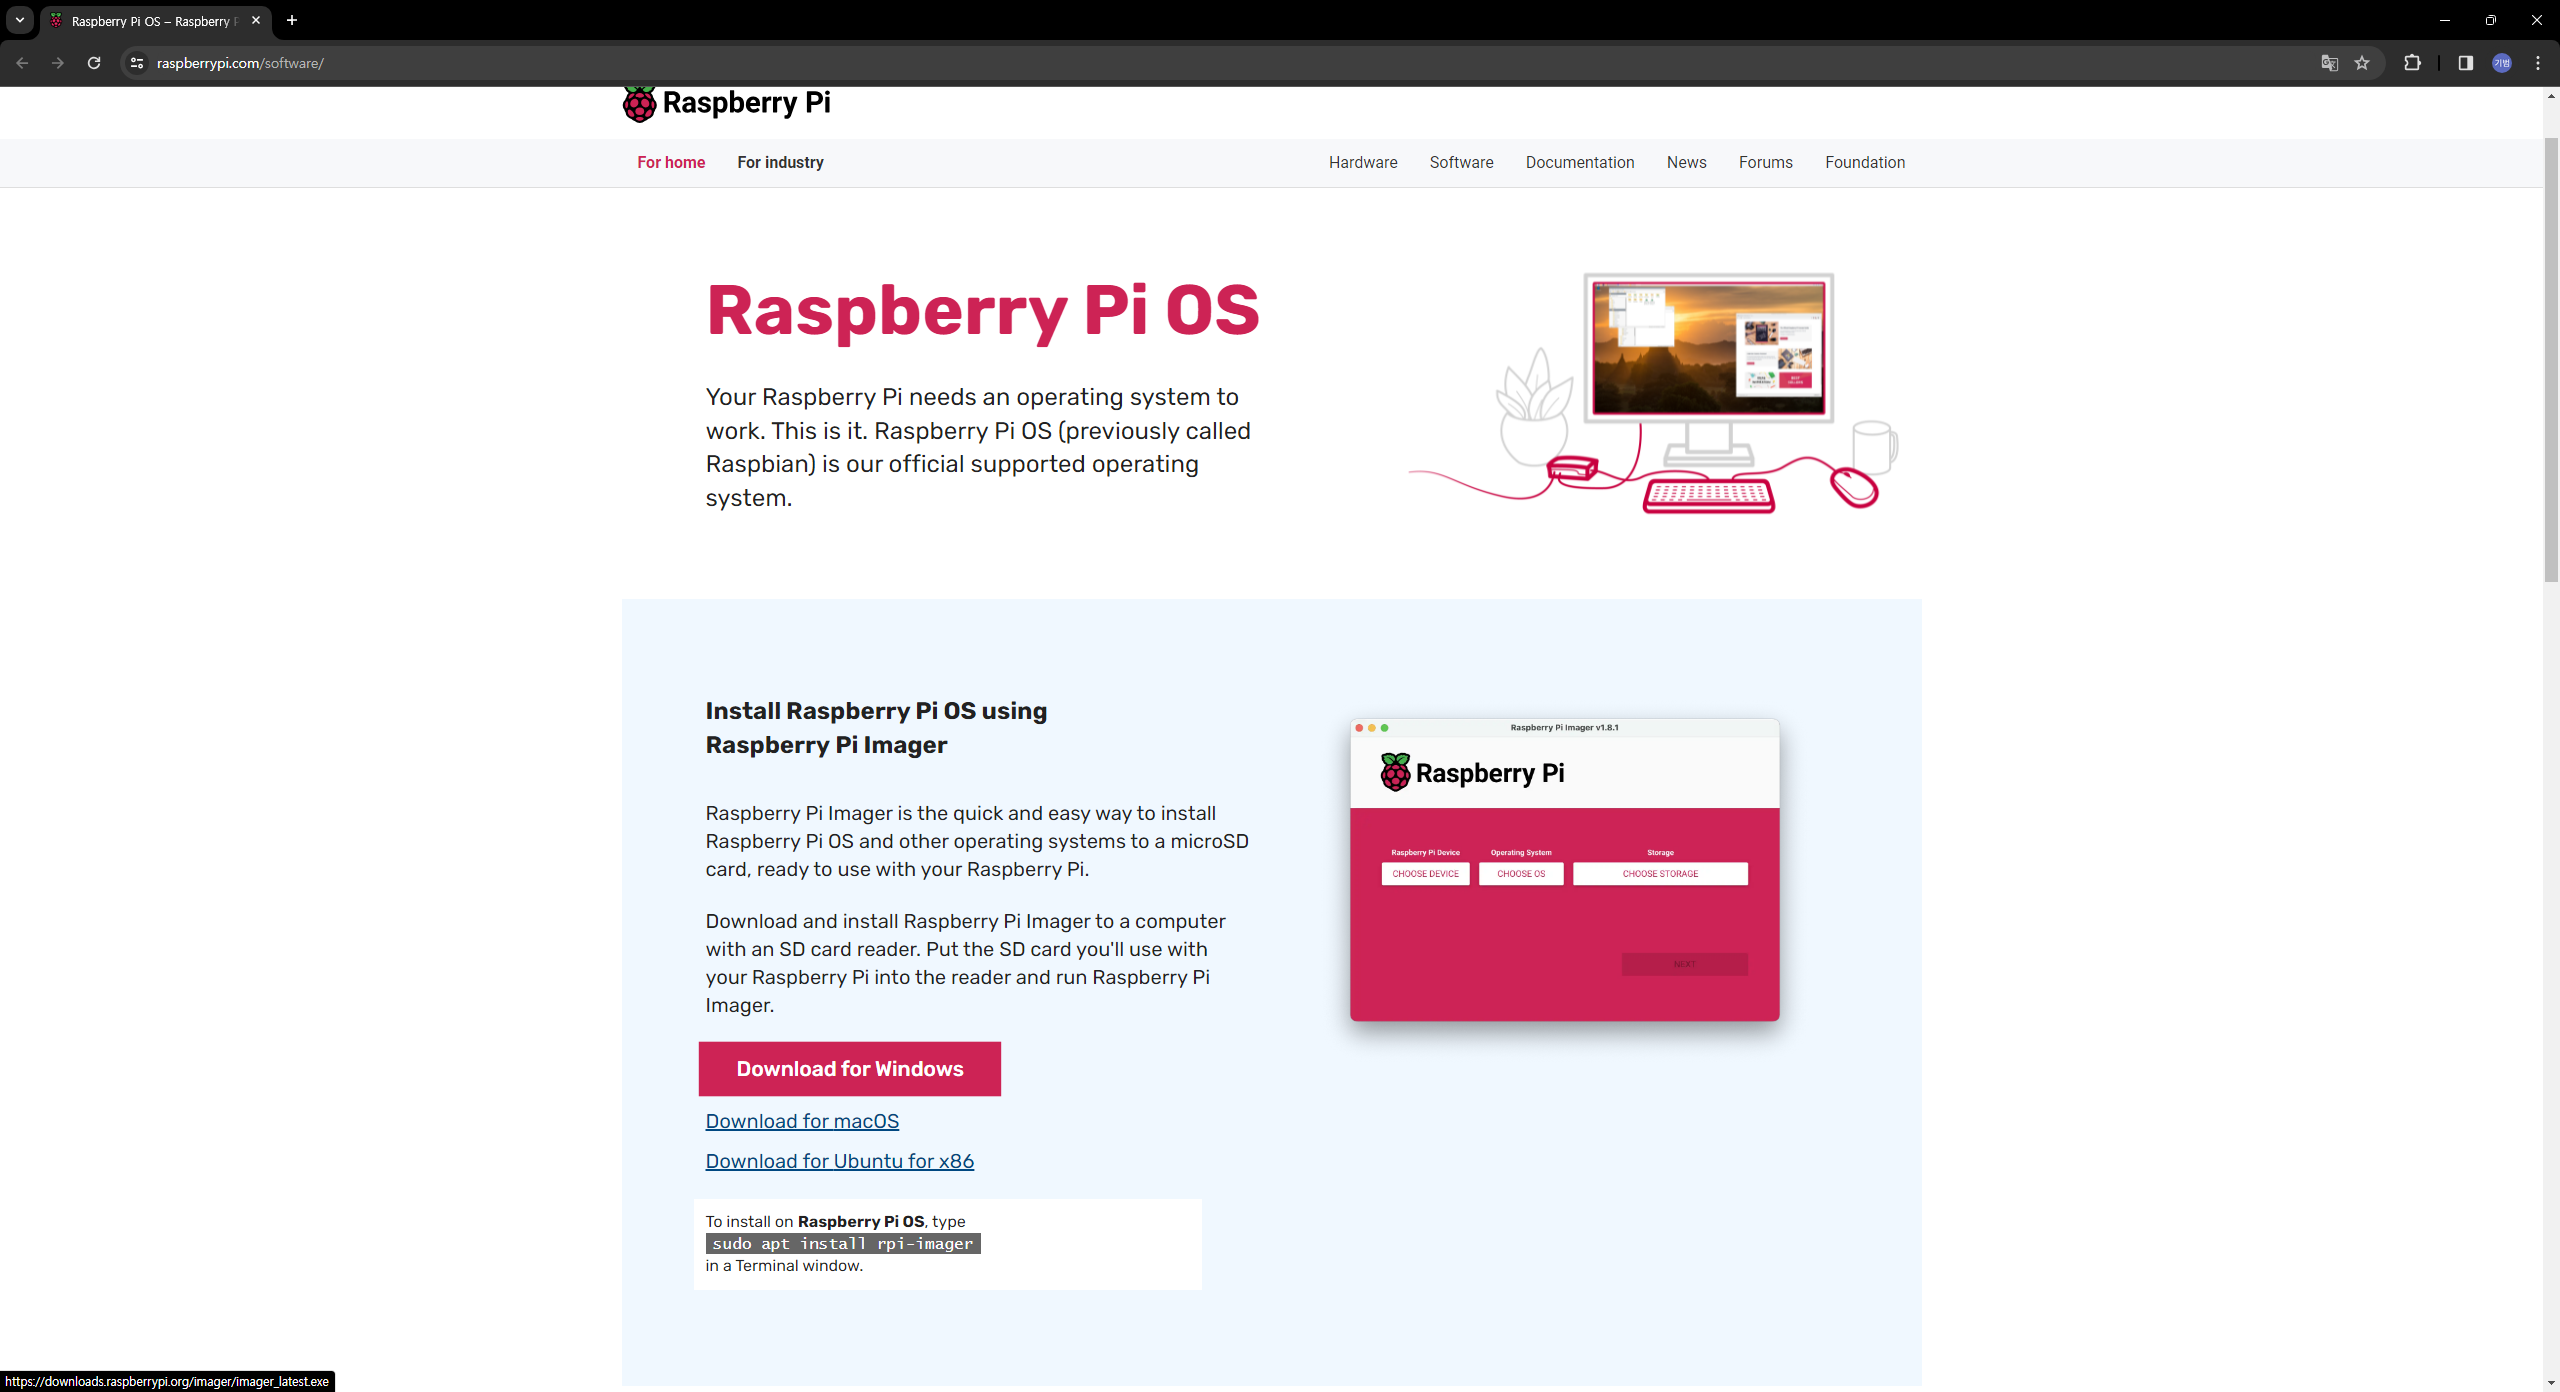 Raspberry Pi OS – Raspberry P
raspberrypi.com/software/
기범
Raspberry Pi
For home
For industry
Hardware
Software
Documentation
News
Forums
Foundation
Raspberry Pi OS
Your Raspberry Pi needs an operating system to
work. This is it. Raspberry Pi OS (previously called
Raspbian) is our official supported operating
system.
Install Raspberry Pi OS using
Raspberry Pi Imager
Raspberry Pi Imager is the quick and easy way to install
Raspberry Pi OS and other operating systems to a microSD
card, ready to use with your Raspberry Pi.
Download and install Raspberry Pi Imager to a computer
with an SD card reader. Put the SD card you'll use with
your Raspberry Pi into the reader and run Raspberry Pi
Imager.
Download for Windows
Download for macOS
Download for Ubuntu for x86
To install on Raspberry Pi OS, type
sudo apt install rpi-imager
in a Terminal window.
Raspberry Pi Imager v1.8.1
Raspberry Pi
Raspberry Pi Device
Operating System
Storage
CHOOSE DEVICE
CHOOSE OS
CHOOSE STORAGE
NEXT
https://downloads.raspberrypi.org/imager/imager_latest.exe